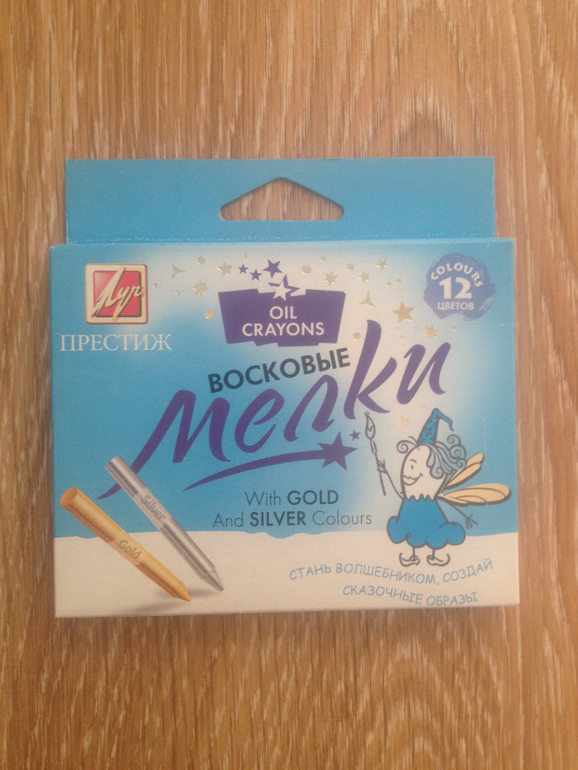 Луч
ПРЕСТИЖ
OIL
CRAYONS
COLOURS
12
ЦВЕТОВ
ВОСКОВЫЕ
мелки
With GOLD
And SILVER Colours
Silver
Gold
СТАНЬ ВОЛШЕБНИКОМ, СОЗДАЙ
СКАЗОЧНЫЕ ОБРАЗЫ